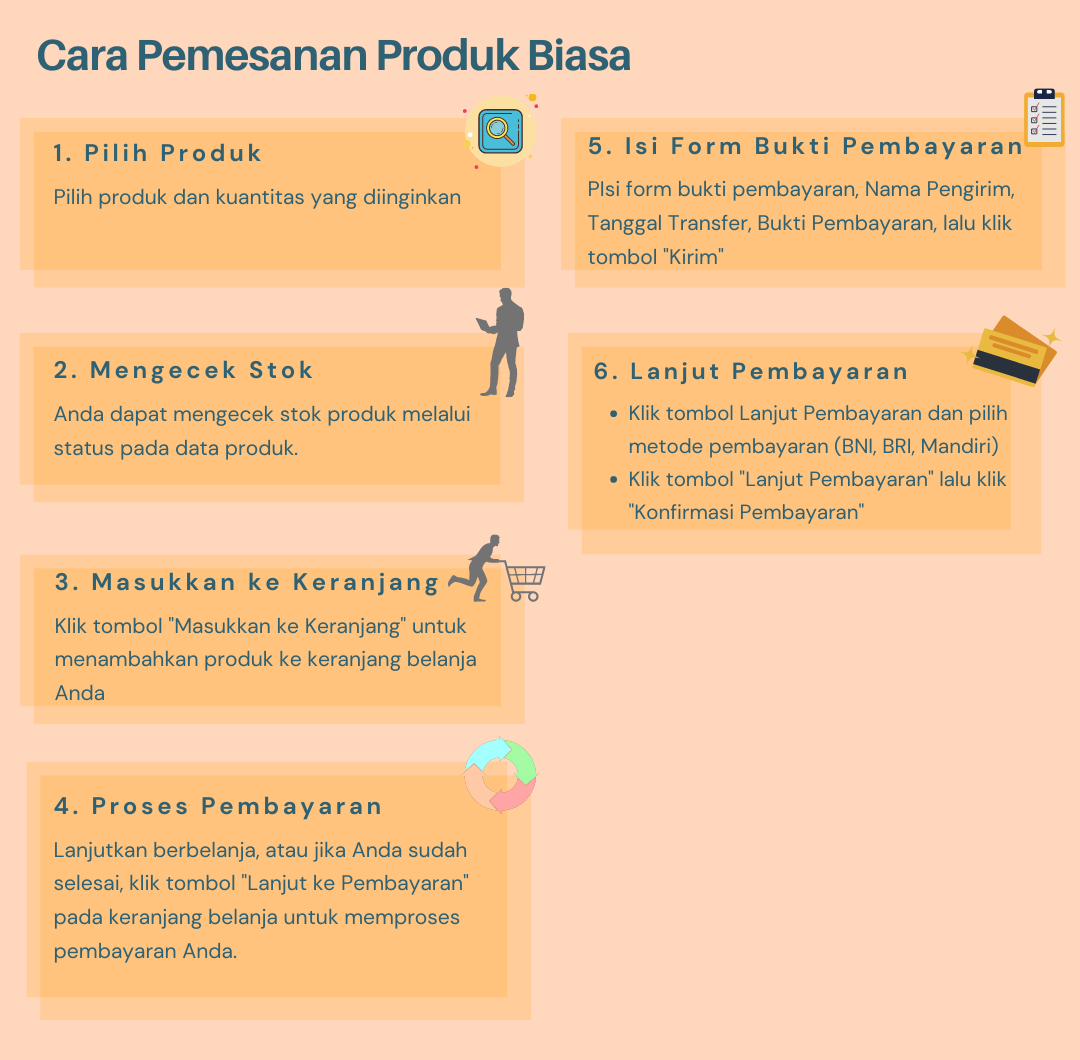 Cara Pemesanan Produk Biasa
1. Pilih Produk
Pilih produk dan kuantitas yang diinginkan
2. Mengecek Stok
Anda dapat mengecek stok produk melalui
status pada data produk.
3. Masukkan ke Keranjang
Klik tombol "Masukkan ke Keranjang" untuk
menambahkan produk ke keranjang belanja
Anda
4. Proses Pembayaran
Lanjutkan berbelanja, atau jika Anda sudah
selesai, klik tombol "Lanjut ke Pembayaran"
pada keranjang belanja untuk memproses
pembayaran Anda.
5. Isi Form Bukti Pembayaran
PIsi form bukti pembayaran, Nama Pengirim,
Tanggal Transfer, Bukti Pembayaran, lalu klik
tombol "Kirim"
6. Lanjut Pembayaran
• Klik tombol Lanjut Pembayaran dan pilih
metode pembayaran (BNI, BRI, Mandiri)
• Klik tombol "Lanjut Pembayaran" lalu klik
"Konfirmasi Pembayaran"